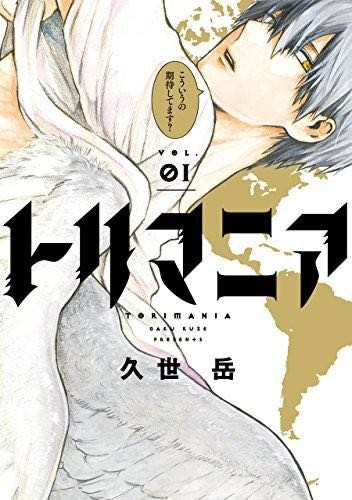 こういうの
期待してます?
VOL.
01
トリマニア
TORIMANIA
GAKU KUZE
PRESENTS
久世岳